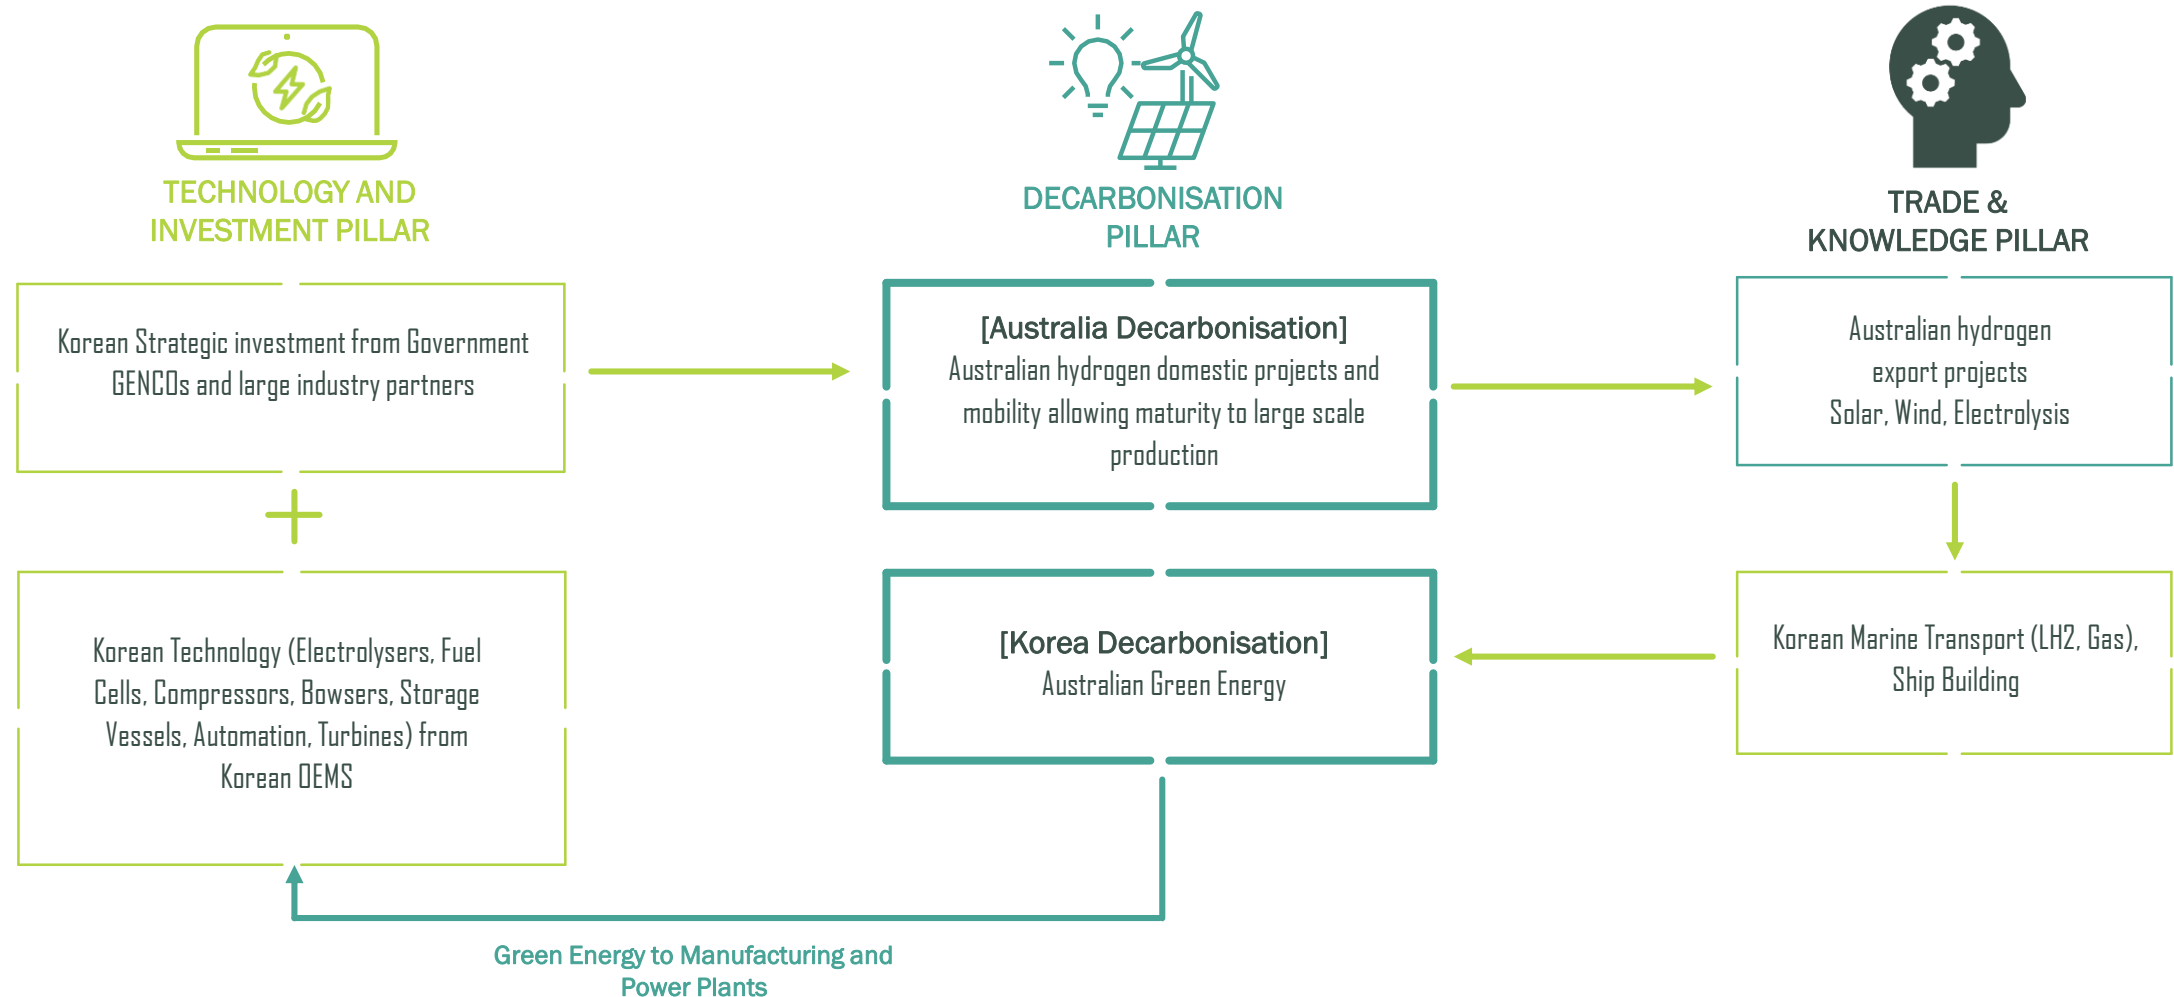 TECHNOLOGY AND
INVESTMENT PILLAR
DECARBONISATION
PILLAR
TRADE &
KNOWLEDGE PILLAR
Korean Strategic investment from Government
GENCOs and large industry partners
[Australia Decarbonisation]
Australian hydrogen domestic projects and
mobility allowing maturity to large scale
production
Australian hydrogen
export projects
Solar, Wind, Electrolysis
Korean Technology (Electrolysers, Fuel
Cells, Compressors, Bowsers, Storage
Vessels, Automation, Turbines) from
Korean OEMS
[Korea Decarbonisation]
Australian Green Energy
Korean Marine Transport (LH2, Gas),
Ship Building
Green Energy to Manufacturing and
Power Plants